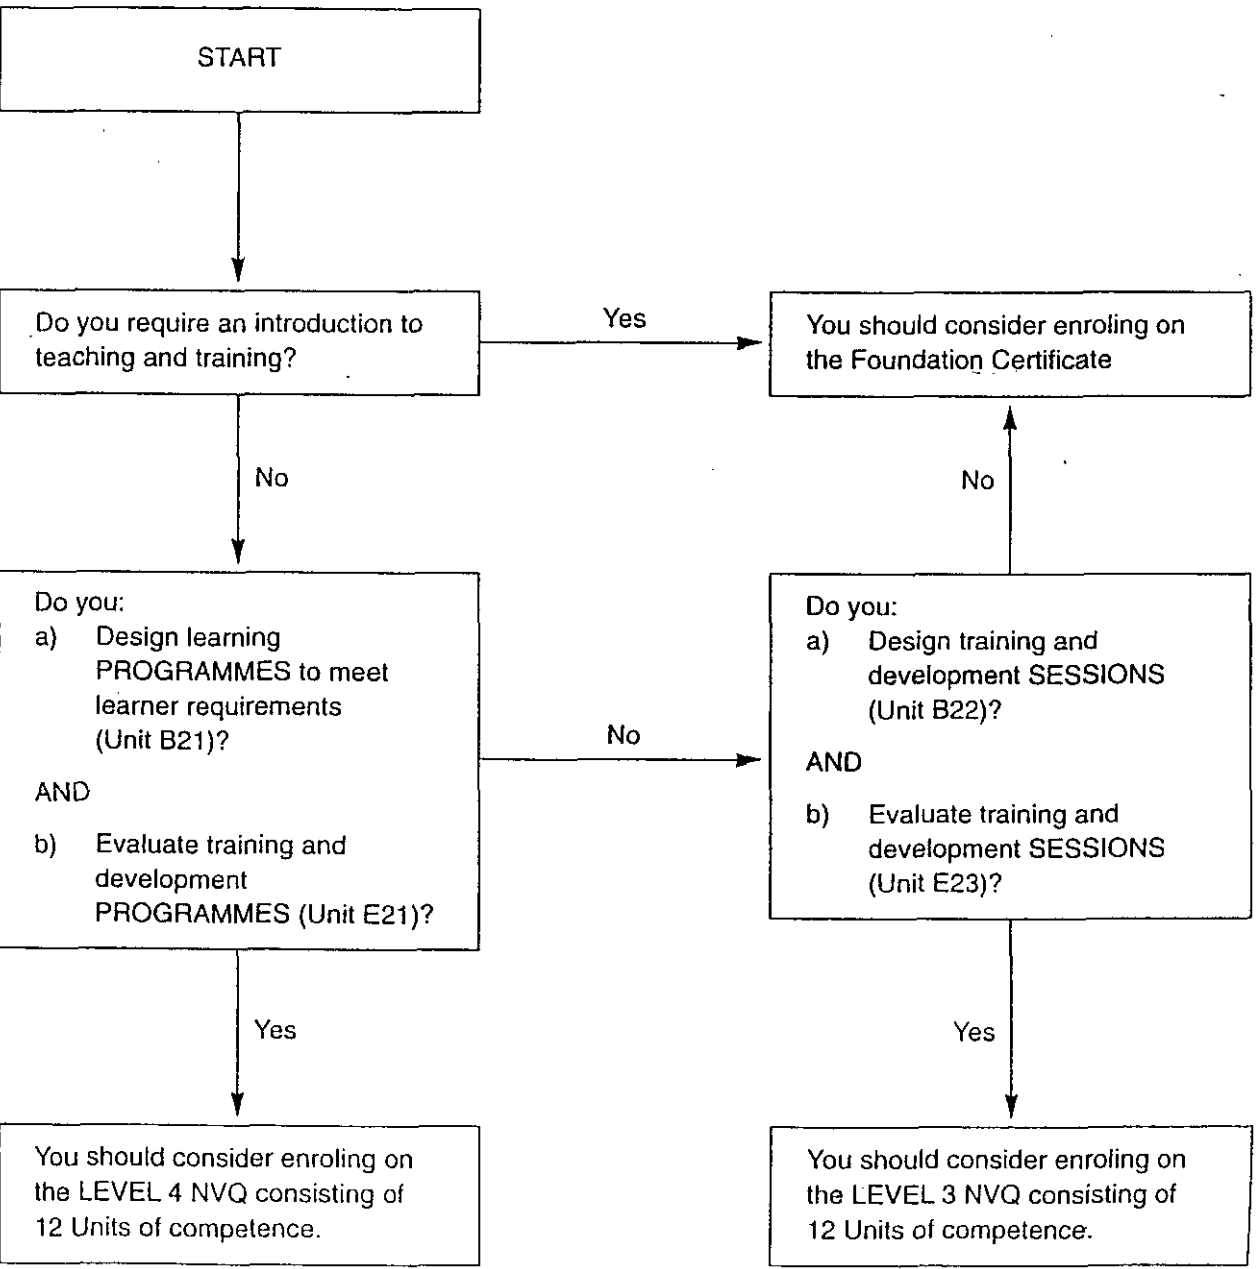 START
Do you require an introduction to
teaching and training?
Yes
You should consider enroling on
the Foundation Certificate
No
No
Do you:
a) Design learning
PROGRAMMES to meet
learner requirements
(Unit B21)?
AND
b) Evaluate training and
development
PROGRAMMES (Unit E21)?
No
Do you:
a) Design training and
development SESSIONS
(Unit B22)?
AND
b) Evaluate training and
development SESSIONS
(Unit E23)?
Yes
Yes
You should consider enroling on
the LEVEL 4 NVQ consisting of
12 Units of competence.
You should consider enroling on
the LEVEL 3 NVQ consisting of
12 Units of competence.